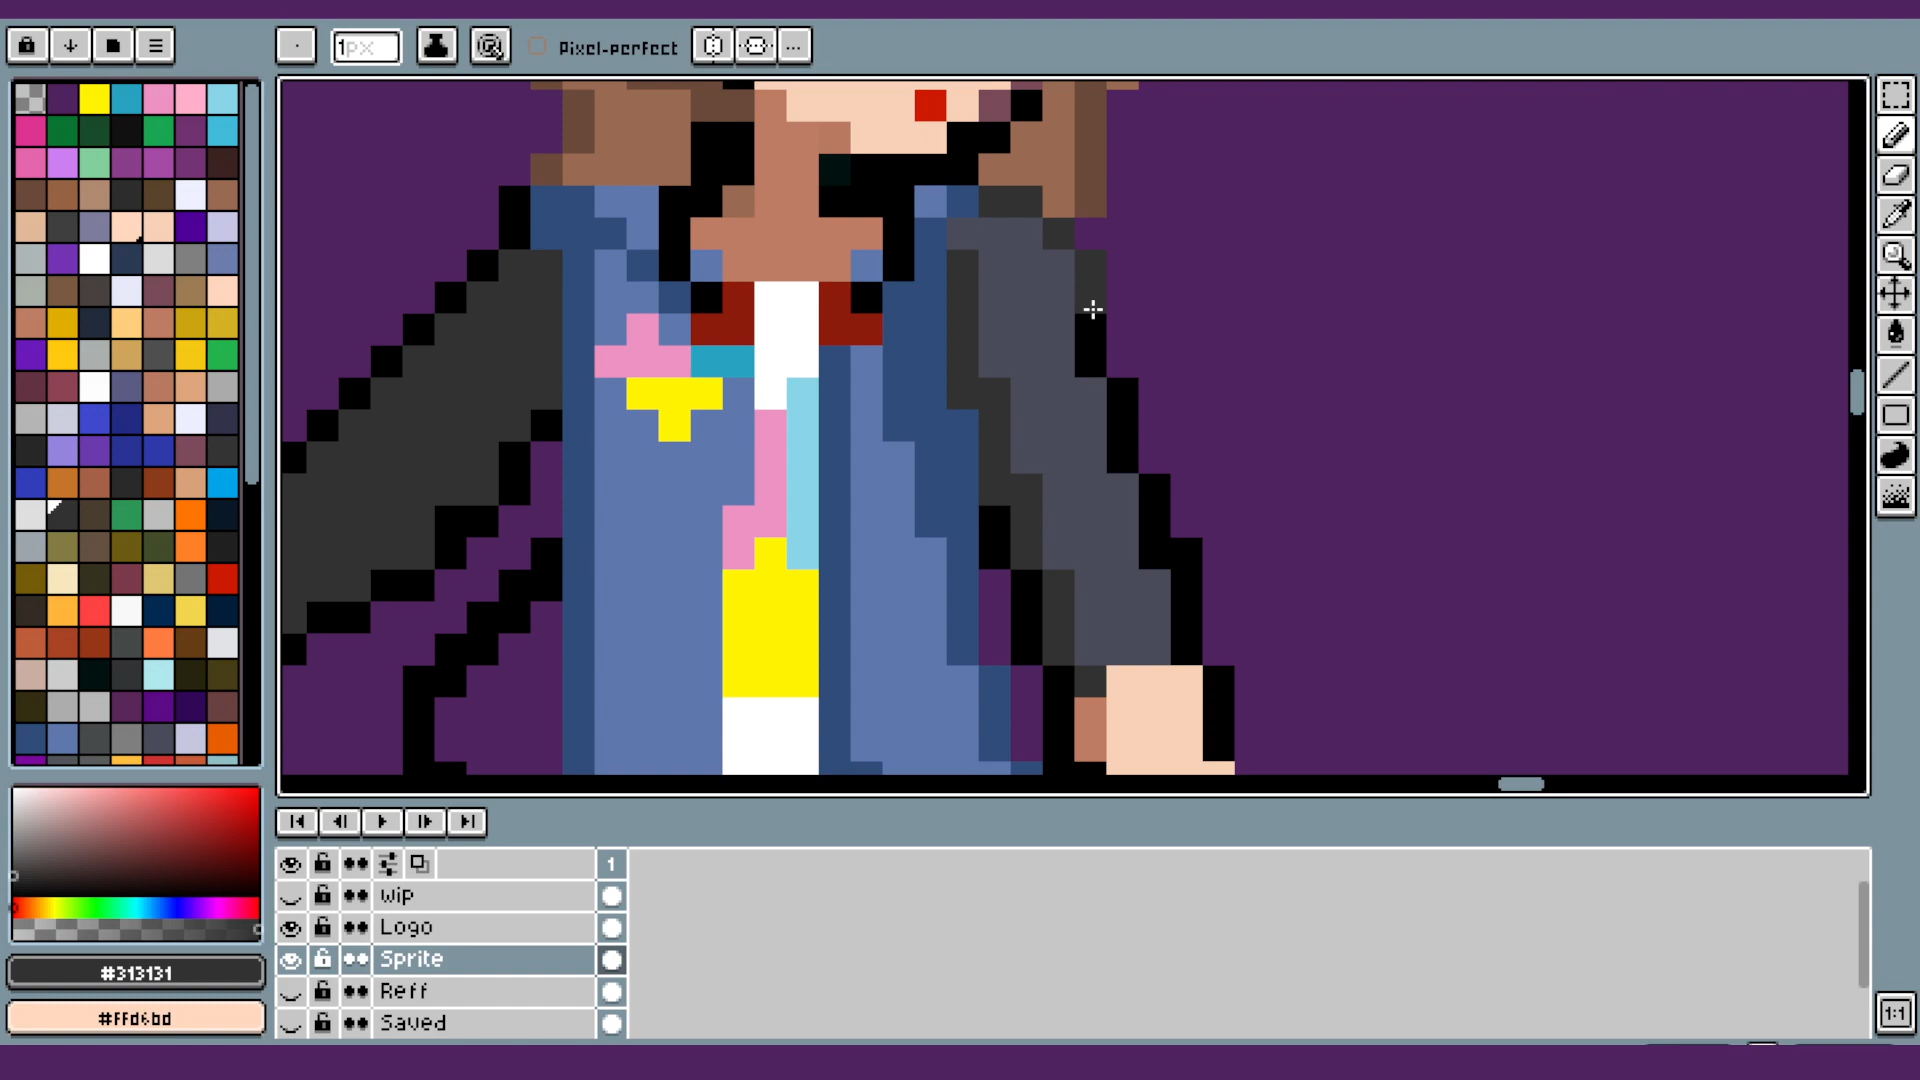 1px
Pixel-perfect
1
Wip
Logo
Sprite
Reff
Saved
#313131
#ffd6bd
1:1